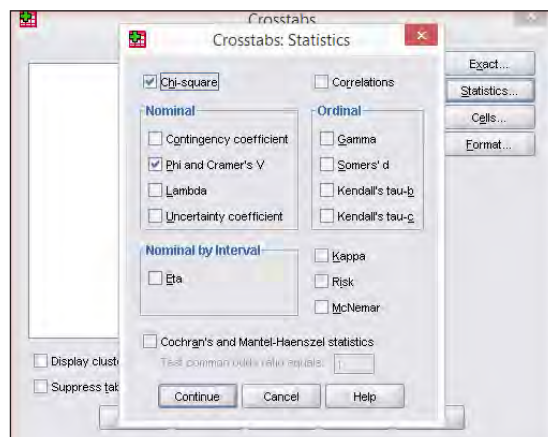 Crosstabs
Crosstabs: Statistics
Exact...
Statistics...
Cells...
Format...
Chi-square
Correlations
Nominal
Contingency coefficient
Phi and Cramer's V
Lambda
Uncertainty coefficient
Ordinal
Gamma
Somers' d
Kendall's tau-b
Kendall's tau-c
Nominal by Interval
Eta
Kappa
Risk
McNemar
Cochran's and Mantel-Haenszel statistics
Test common odds ratio equals:
Display clust
Suppress tab
Continue
Cancel
Help